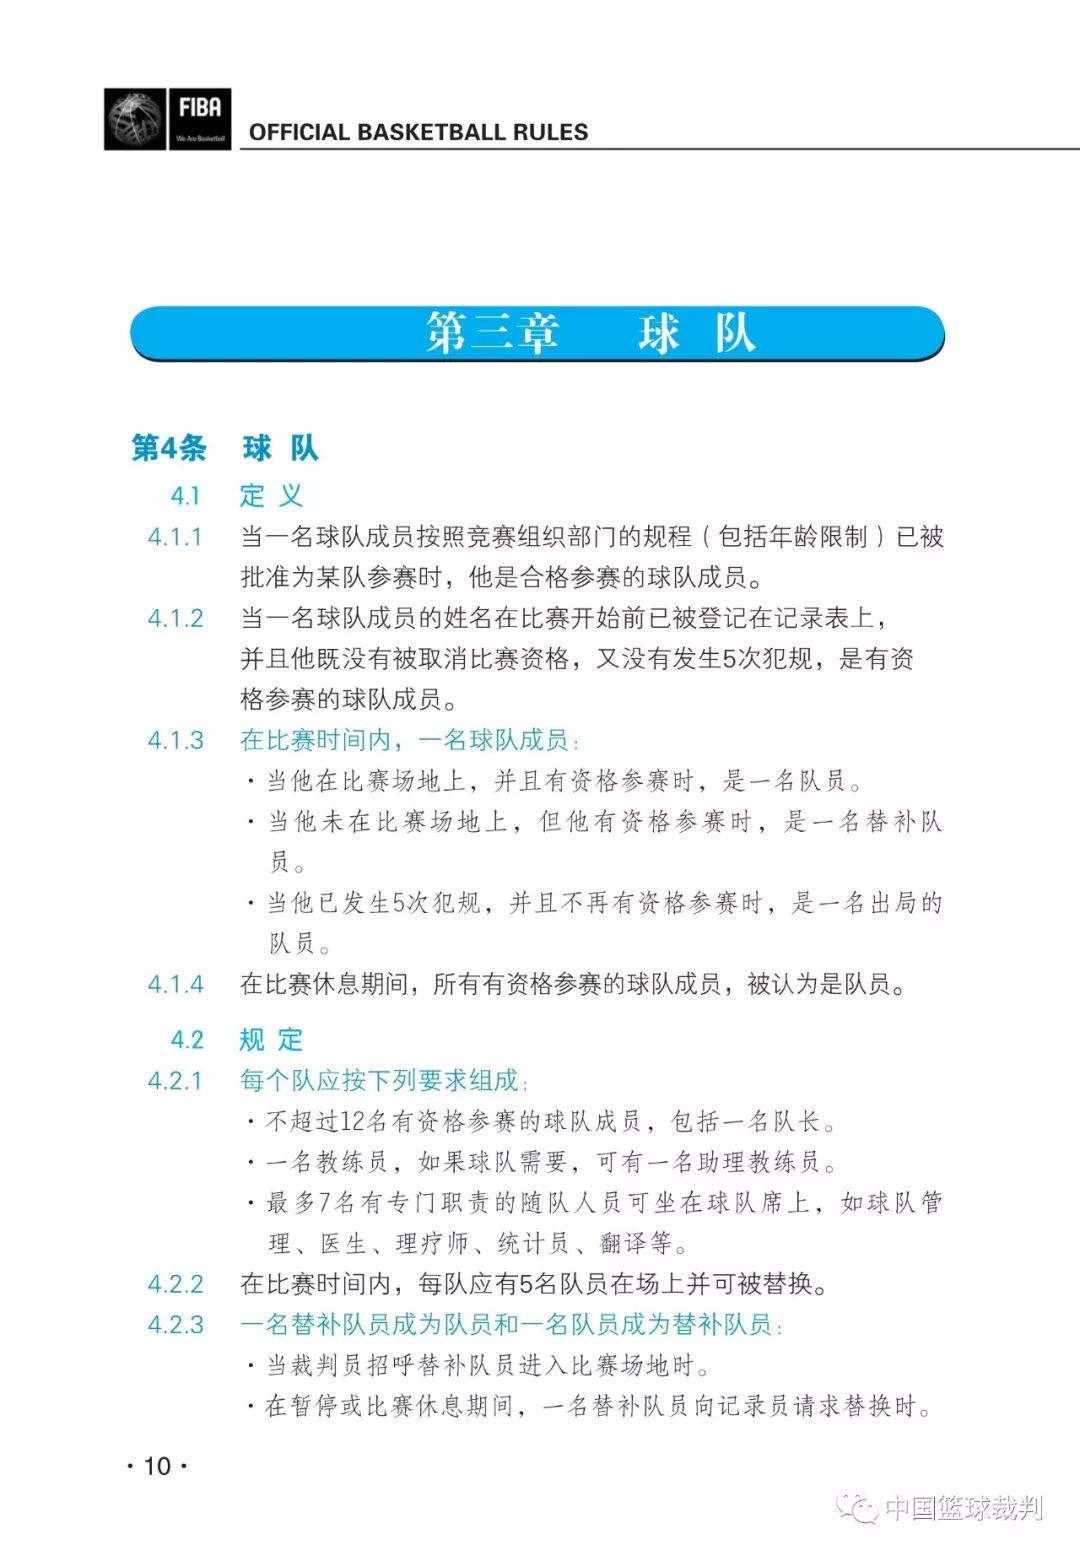 FIBA
We Are Basketball
OFFICIAL BASKETBALL RULES
第三章 球 队
第4条 球 队
4.1 定 义
4.1.1 当一名球队成员按照竞赛组织部门的规程（包括年龄限制）已被
批准为某队参赛时，他是合格参赛的球队成员。
4.1.2 当一名球队成员的姓名在比赛开始前已被登记在记录表上，
并且他既没有被取消比赛资格，又没有发生5次犯规，是有资
格参赛的球队成员。
4.1.3 在比赛时间内，一名球队成员：
·当他在比赛场地上，并且有资格参赛时，是一名队员。
·当他未在比赛场地上，但他有资格参赛时，是一名替补队
员。
·当他已发生5次犯规，并且不再有资格参赛时，是一名出局的
队员。
4.1.4 在比赛休息期间，所有有资格参赛的球队成员，被认为是队员。
4.2 规 定
4.2.1 每个队应按下列要求组成：
·不超过12名有资格参赛的球队成员，包括一名队长。
·一名教练员，如果球队需要，可有一名助理教练员。
·最多7名有专门职责的随队人员可坐在球队席上，如球队管
理、医生、理疗师、统计员、翻译等。
4.2.2 在比赛时间内，每队应有5名队员在场上并可被替换。
4.2.3 一名替补队员成为队员和一名队员成为替补队员：
·当裁判员招呼替补队员进入比赛场地时。
·在暂停或比赛休息期间，一名替补队员向记录员请求替换时。
·10·
中国篮球裁判